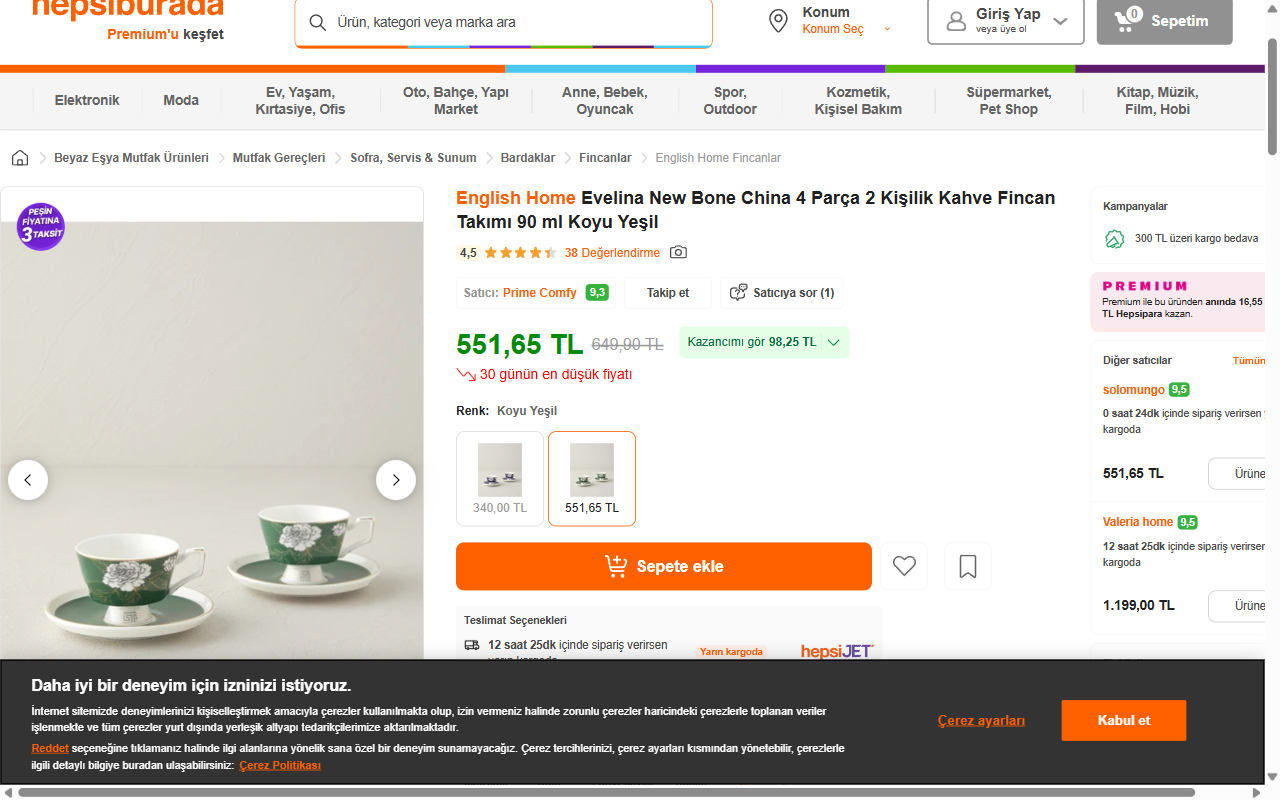 hepsiburada
Premium'u keşfet
Ürün, kategori veya marka ara
Konum
Konum Seç
Giriş Yap
veya üye ol
0
Sepetim
Elektronik
Moda
Ev, Yaşam,
Kırtasiye, Ofis
Oto, Bahçe, Yapı
Market
Anne, Bebek,
Oyuncak
Spor,
Outdoor
Kozmetik,
Kişisel Bakım
Süpermarket,
Pet Shop
Kitap, Müzik,
Film, Hobi
Beyaz Eşya Mutfak Ürünleri
Mutfak Gereçleri
Sofra, Servis & Sunum
Bardaklar
Fincanlar
English Home Fincanlar
PEŞİN
FİYATINA
3 TAKSİT
English Home Evelina New Bone China 4 Parça 2 Kişilik Kahve Fincan
Takımı 90 ml Koyu Yeşil
4,5
38 Değerlendirme
Satıcı: Prime Comfy 9,3
Takip et
Satıcıya sor (1)
551,65 TL 649,90 TL
Kazancımı gör 98,25 TL
30 günün en düşük fiyatı
Renk: Koyu Yeşil
340,00 TL
551,65 TL
Sepete ekle
Teslimat Seçenekleri
12 saat 25dk içinde sipariş verirsen
yarın kargoda
Yarın kargoda
hepsiJET
Kampanyalar
300 TL üzeri kargo bedava
PREMIUM
Premium ile bu üründen anında 16,55
TL Hepsipara kazan.
Diğer satıcılar
Tümün
solomungo 9,5
0 saat 24dk içinde sipariş verirsen
kargoda
551,65 TL
Ürüne
Valeria home 9,5
12 saat 25dk içinde sipariş verirsen
kargoda
1.199,00 TL
Ürüne
Daha iyi bir deneyim için izninizi istiyoruz.
İnternet sitemizde deneyimlerinizi kişiselleştirmek amacıyla çerezler kullanılmakta olup, izin vermeniz halinde zorunlu çerezler haricindeki çerezlerle toplanan veriler
işlenmekte ve tüm çerezler yurt dışında yerleşik altyapı tedarikçilerimize aktarılmaktadır.
Reddet seçeneğine tıklamanız halinde ilgi alanlarına yönelik sana özel bir deneyim sunamayacağız. Çerez tercihlerinizi, çerez ayarları kısmından yönetebilir, çerezlerle
ilgili detaylı bilgiye buradan ulaşabilirsiniz: Çerez Politikası
Çerez ayarları
Kabul et